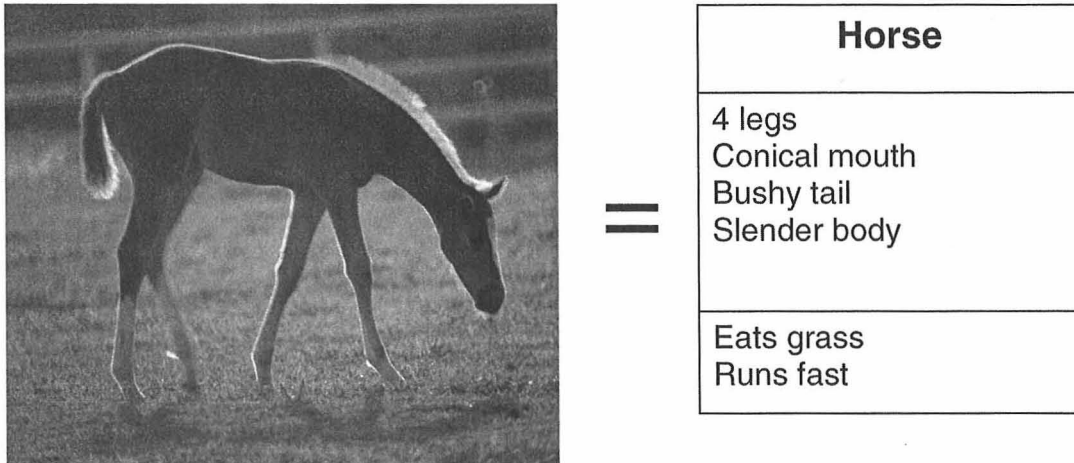 Horse
4 legs
Conical mouth
Bushy tail
Slender body
Eats grass
Runs fast